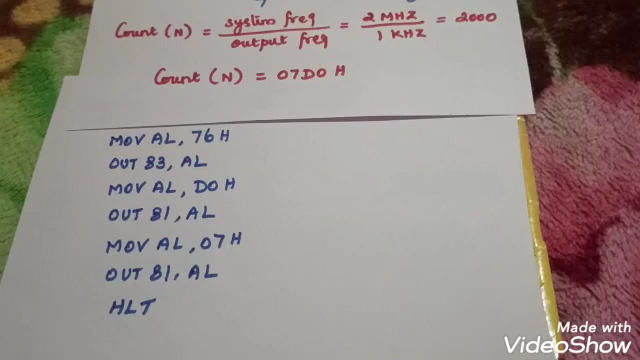 Count (N) = system freq / output freq = 2 MHZ / 1 KHZ = 2000
Count (N) = 07D0 H
MOV AL, 76 H
OUT 83, AL
MOV AL, D0 H
OUT 81, AL
MOV AL, 07 H
OUT 81, AL
HLT
Made with
VideoShow